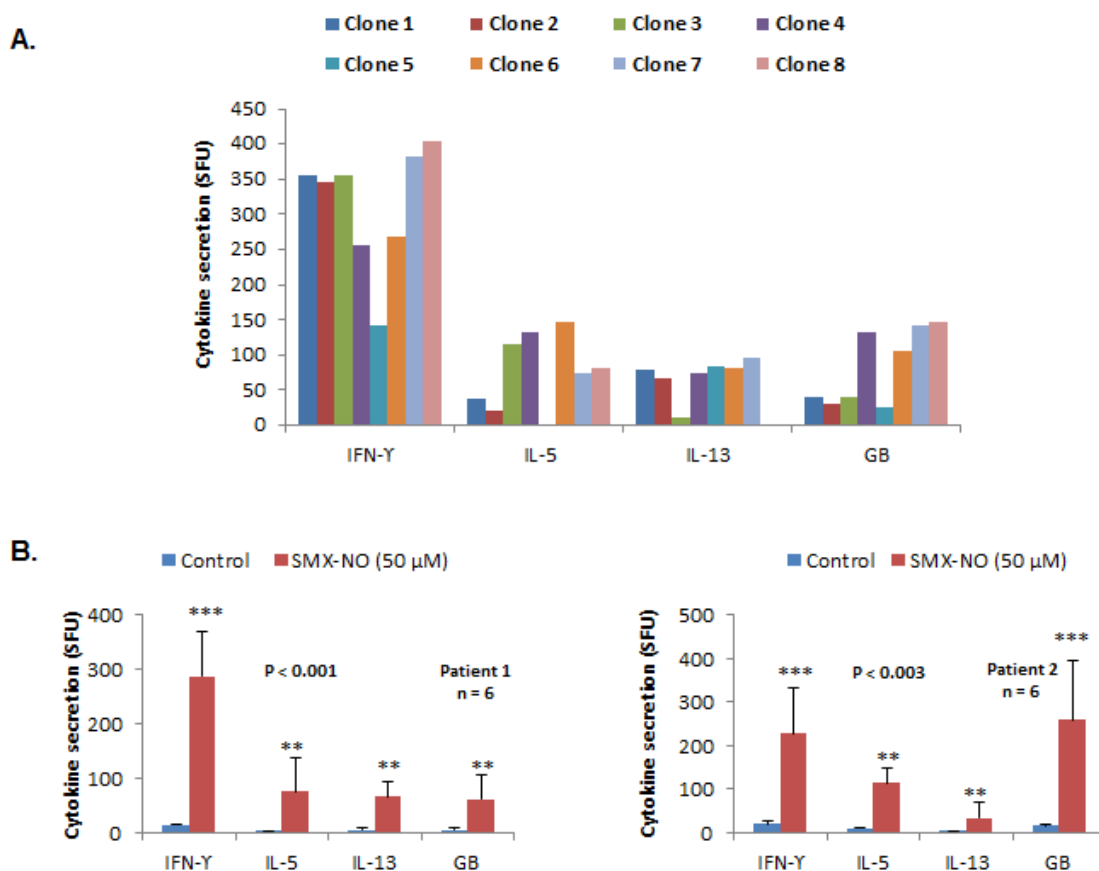 A.
Clone 1 Clone 2 Clone 3 Clone 4
Clone 5 Clone 6 Clone 7 Clone 8
Cytokine secretion (SFU)
450
400
350
300
250
200
150
100
50
0
IFN-Υ IL-5 IL-13 GB
B.
Control SMX-NO (50 µM)
Cytokine secretion (SFU)
400
300
200
100
0
***
**
**
**
P < 0.001
Patient 1
n = 6
IFN-Υ IL-5 IL-13 GB
Control SMX-NO (50 µM)
Cytokine secretion (SFU)
500
400
300
200
100
0
***
**
**
***
P < 0.003
Patient 2
n = 6
IFN-Υ IL-5 IL-13 GB